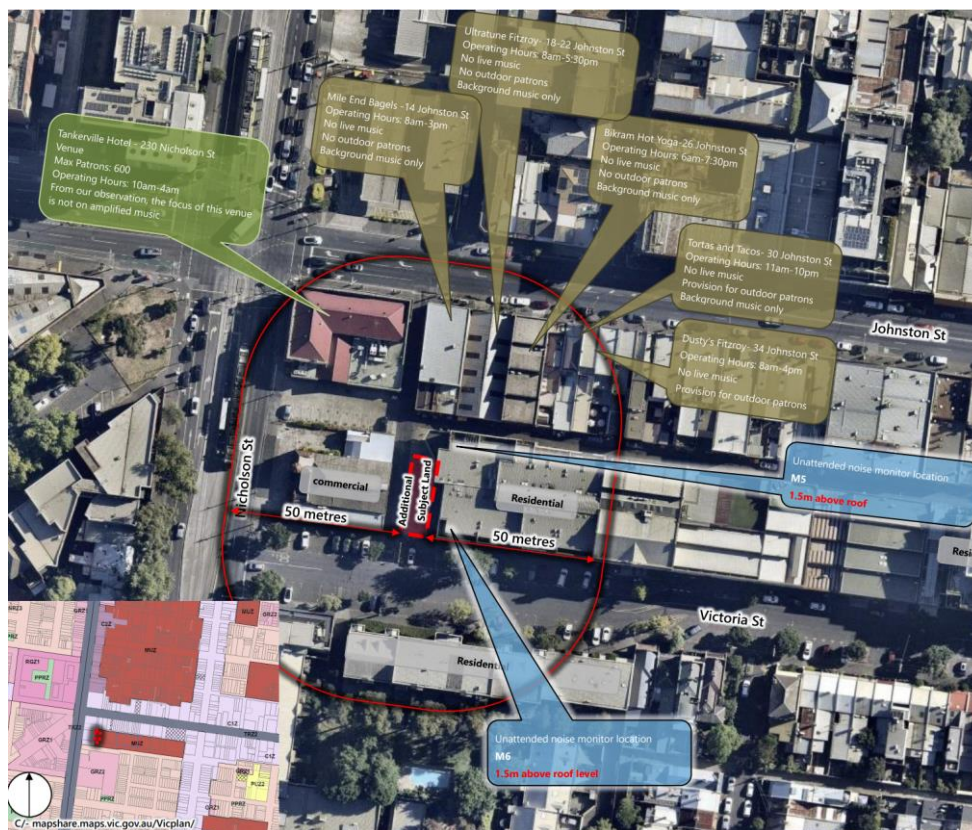 Ultratune Fitzroy- 18-22 Johnston St
Operating Hours: 8am-5:30pm
No live music
No outdoor patrons
Background music only
Mile End Bagels -14 Johnston St
Operating Hours: 8am-3pm
No live music
No outdoor patrons
Background music only
Tankerville Hotel - 230 Nicholson St
Venue
Max Patrons: 600
Operating Hours: 10am-4am
From our observation, the focus of this venue
is not on amplified music
Bikram Hot Yoga-26 Johnston St
Operating Hours: 6am-7:30pm
No live music
No outdoor patrons
Background music only
Tortas and Tacos- 30 Johnston St
Operating Hours: 11am-10pm
No live music
Provision for outdoor patrons
Background music only
Johnston St
Dusty's Fitzroy-34 Johnston St
Operating Hours: 8am-4pm
No live music
Provision for outdoor patrons
Nicholson St
commercial
Additional
Subject Land
Residential
50 metres
50 metres
Unattended noise monitor location
M5
1.5m above roof
Victoria St
Residential
Unattended noise monitor location
M6
1.5m above roof level
GRZ1
PPRZ
GRZ1
GRZ2
C1Z
C1Z
PPRZ
C/- mapshare.maps.vic.gov.au/Vicplan/